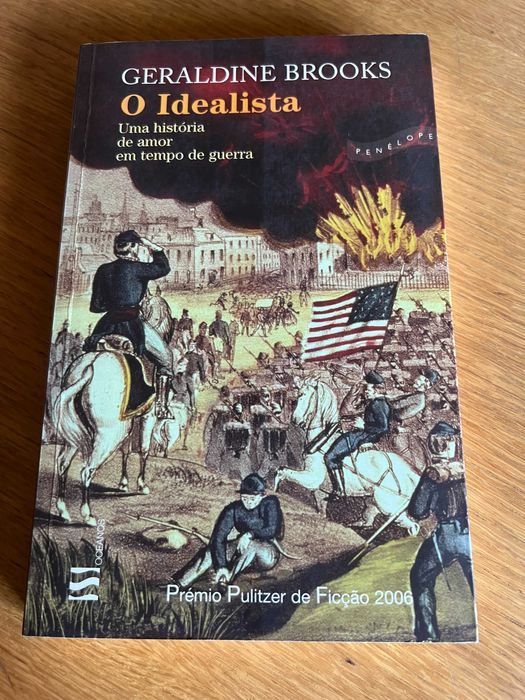 GERALDINE BROOKS
O Idealista
Uma história
de amor
em tempo de guerra
PENÉLOPE
OCEANOS
Prémio Pulitzer de Ficção 2006